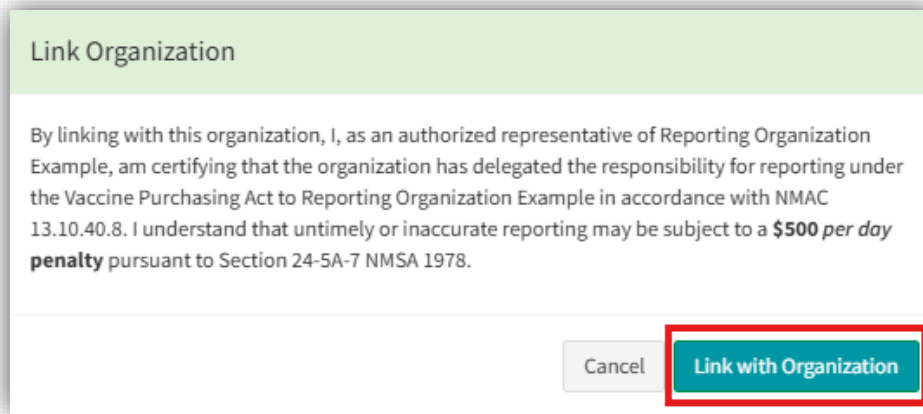 Link Organization
By linking with this organization, I, as an authorized representative of Reporting Organization
Example, am certifying that the organization has delegated the responsibility for reporting under
the Vaccine Purchasing Act to Reporting Organization Example in accordance with NMAC
13.10.40.8. I understand that untimely or inaccurate reporting may be subject to a $500 per day
penalty pursuant to Section 24-5A-7 NMSA 1978.
Cancel
Link with Organization